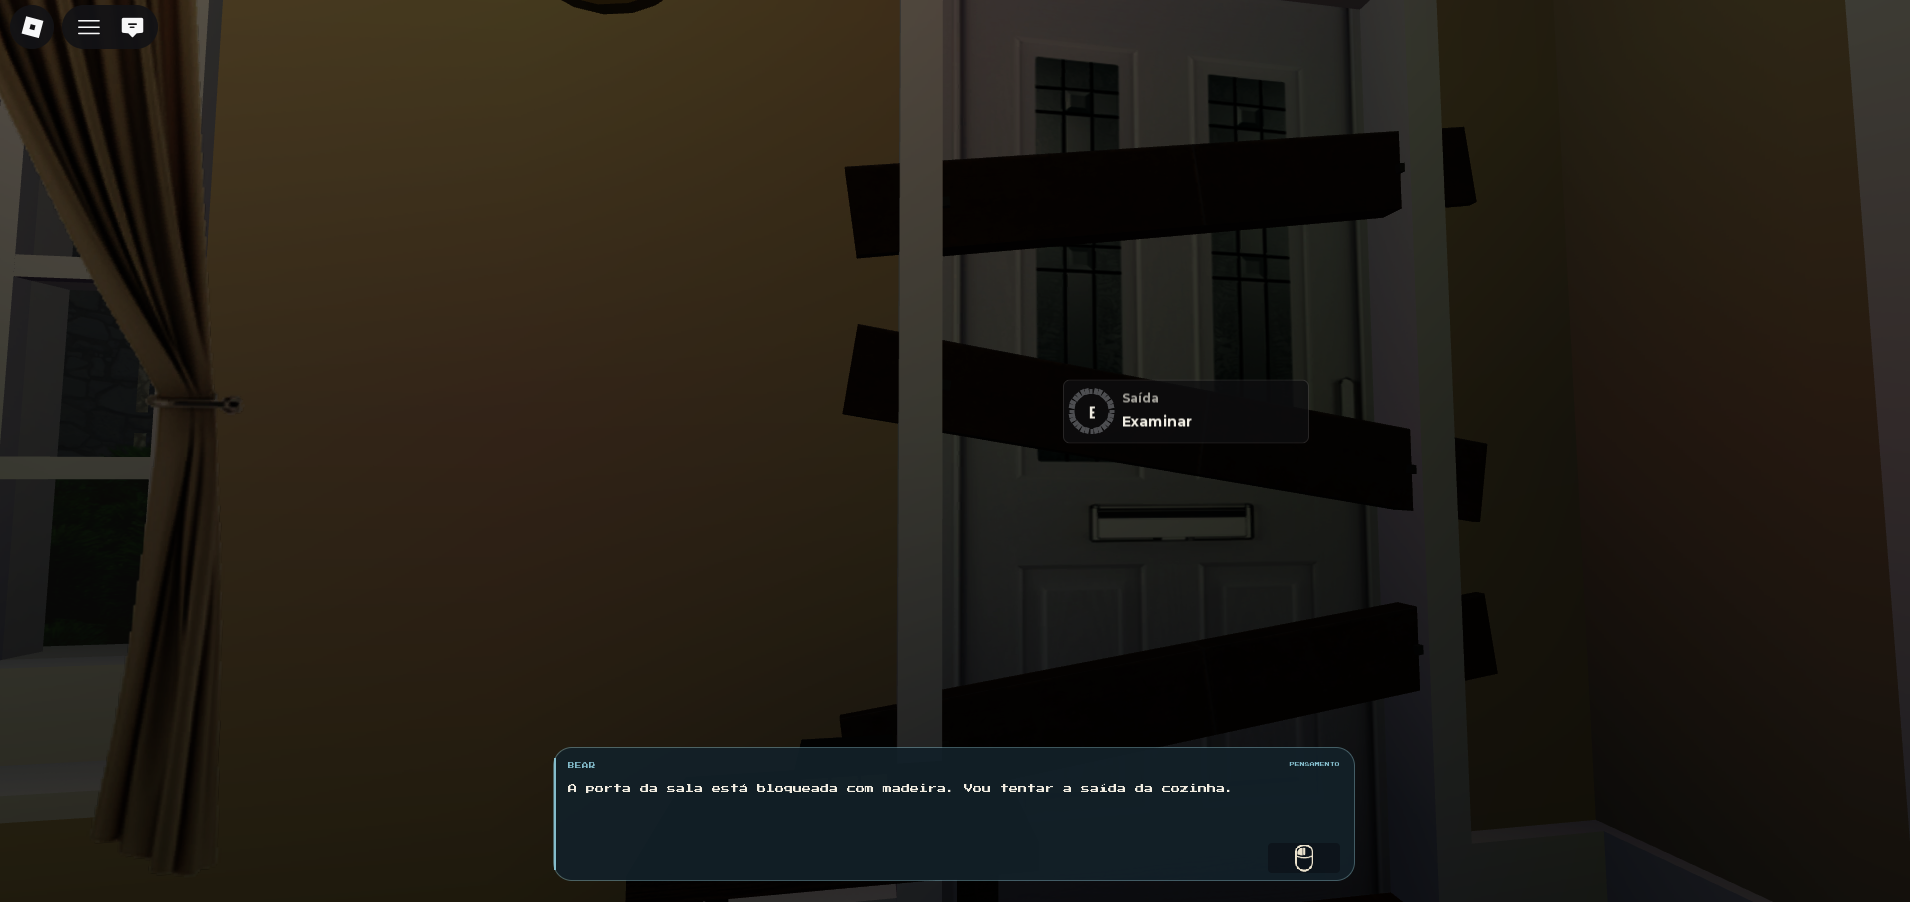 Saída
E
Examinar
BEAR
PENSAMENTO
A porta da sala está bloqueada com madeira. Vou tentar a saída da cozinha.